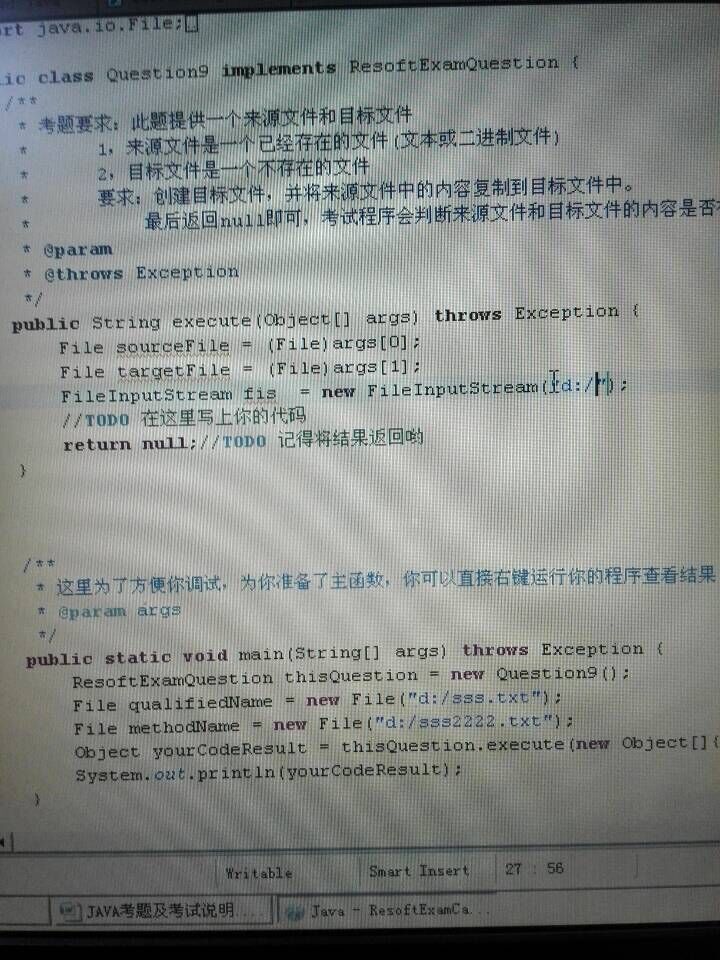 rt java.io.File;
ic class Question9 implements ResoftExamQuestion {
/**
* 考题要求：此题提供一个来源文件和目标文件
* 1，来源文件是一个已经存在的文件(文本或二进制文件)
* 2，目标文件是一个不存在的文件
* 要求：创建目标文件，并将来源文件中的内容复制到目标文件中。
* 最后返回null即可，考试程序会判断来源文件和目标文件的内容是否
* @param
* @throws Exception
*/
public String execute(Object[] args) throws Exception {
File sourceFile = (File)args[0];
File targetFile = (File)args[1];
FileInputStream fis = new FileInputStream("d:/");
//TODO 在这里写上你的代码
return null;//TODO 记得将结果返回哟
}
/**
* 这里为了方便你调试，为你准备了主函数，你可以直接右键运行你的程序查看结果
* @param args
*/
public static void main(String[] args) throws Exception {
ResoftExamQuestion thisQuestion = new Question9();
File qualifiedName = new File("d:/sss.txt");
File methodName = new File("d:/sss2222.txt");
Object yourCodeResult = thisQuestion.execute(new Object[]{
System.out.println(yourCodeResult);
}
Writable Smart Insert 27 : 56
JAVA考题及考试说明.... Java - ResoftExamCa...